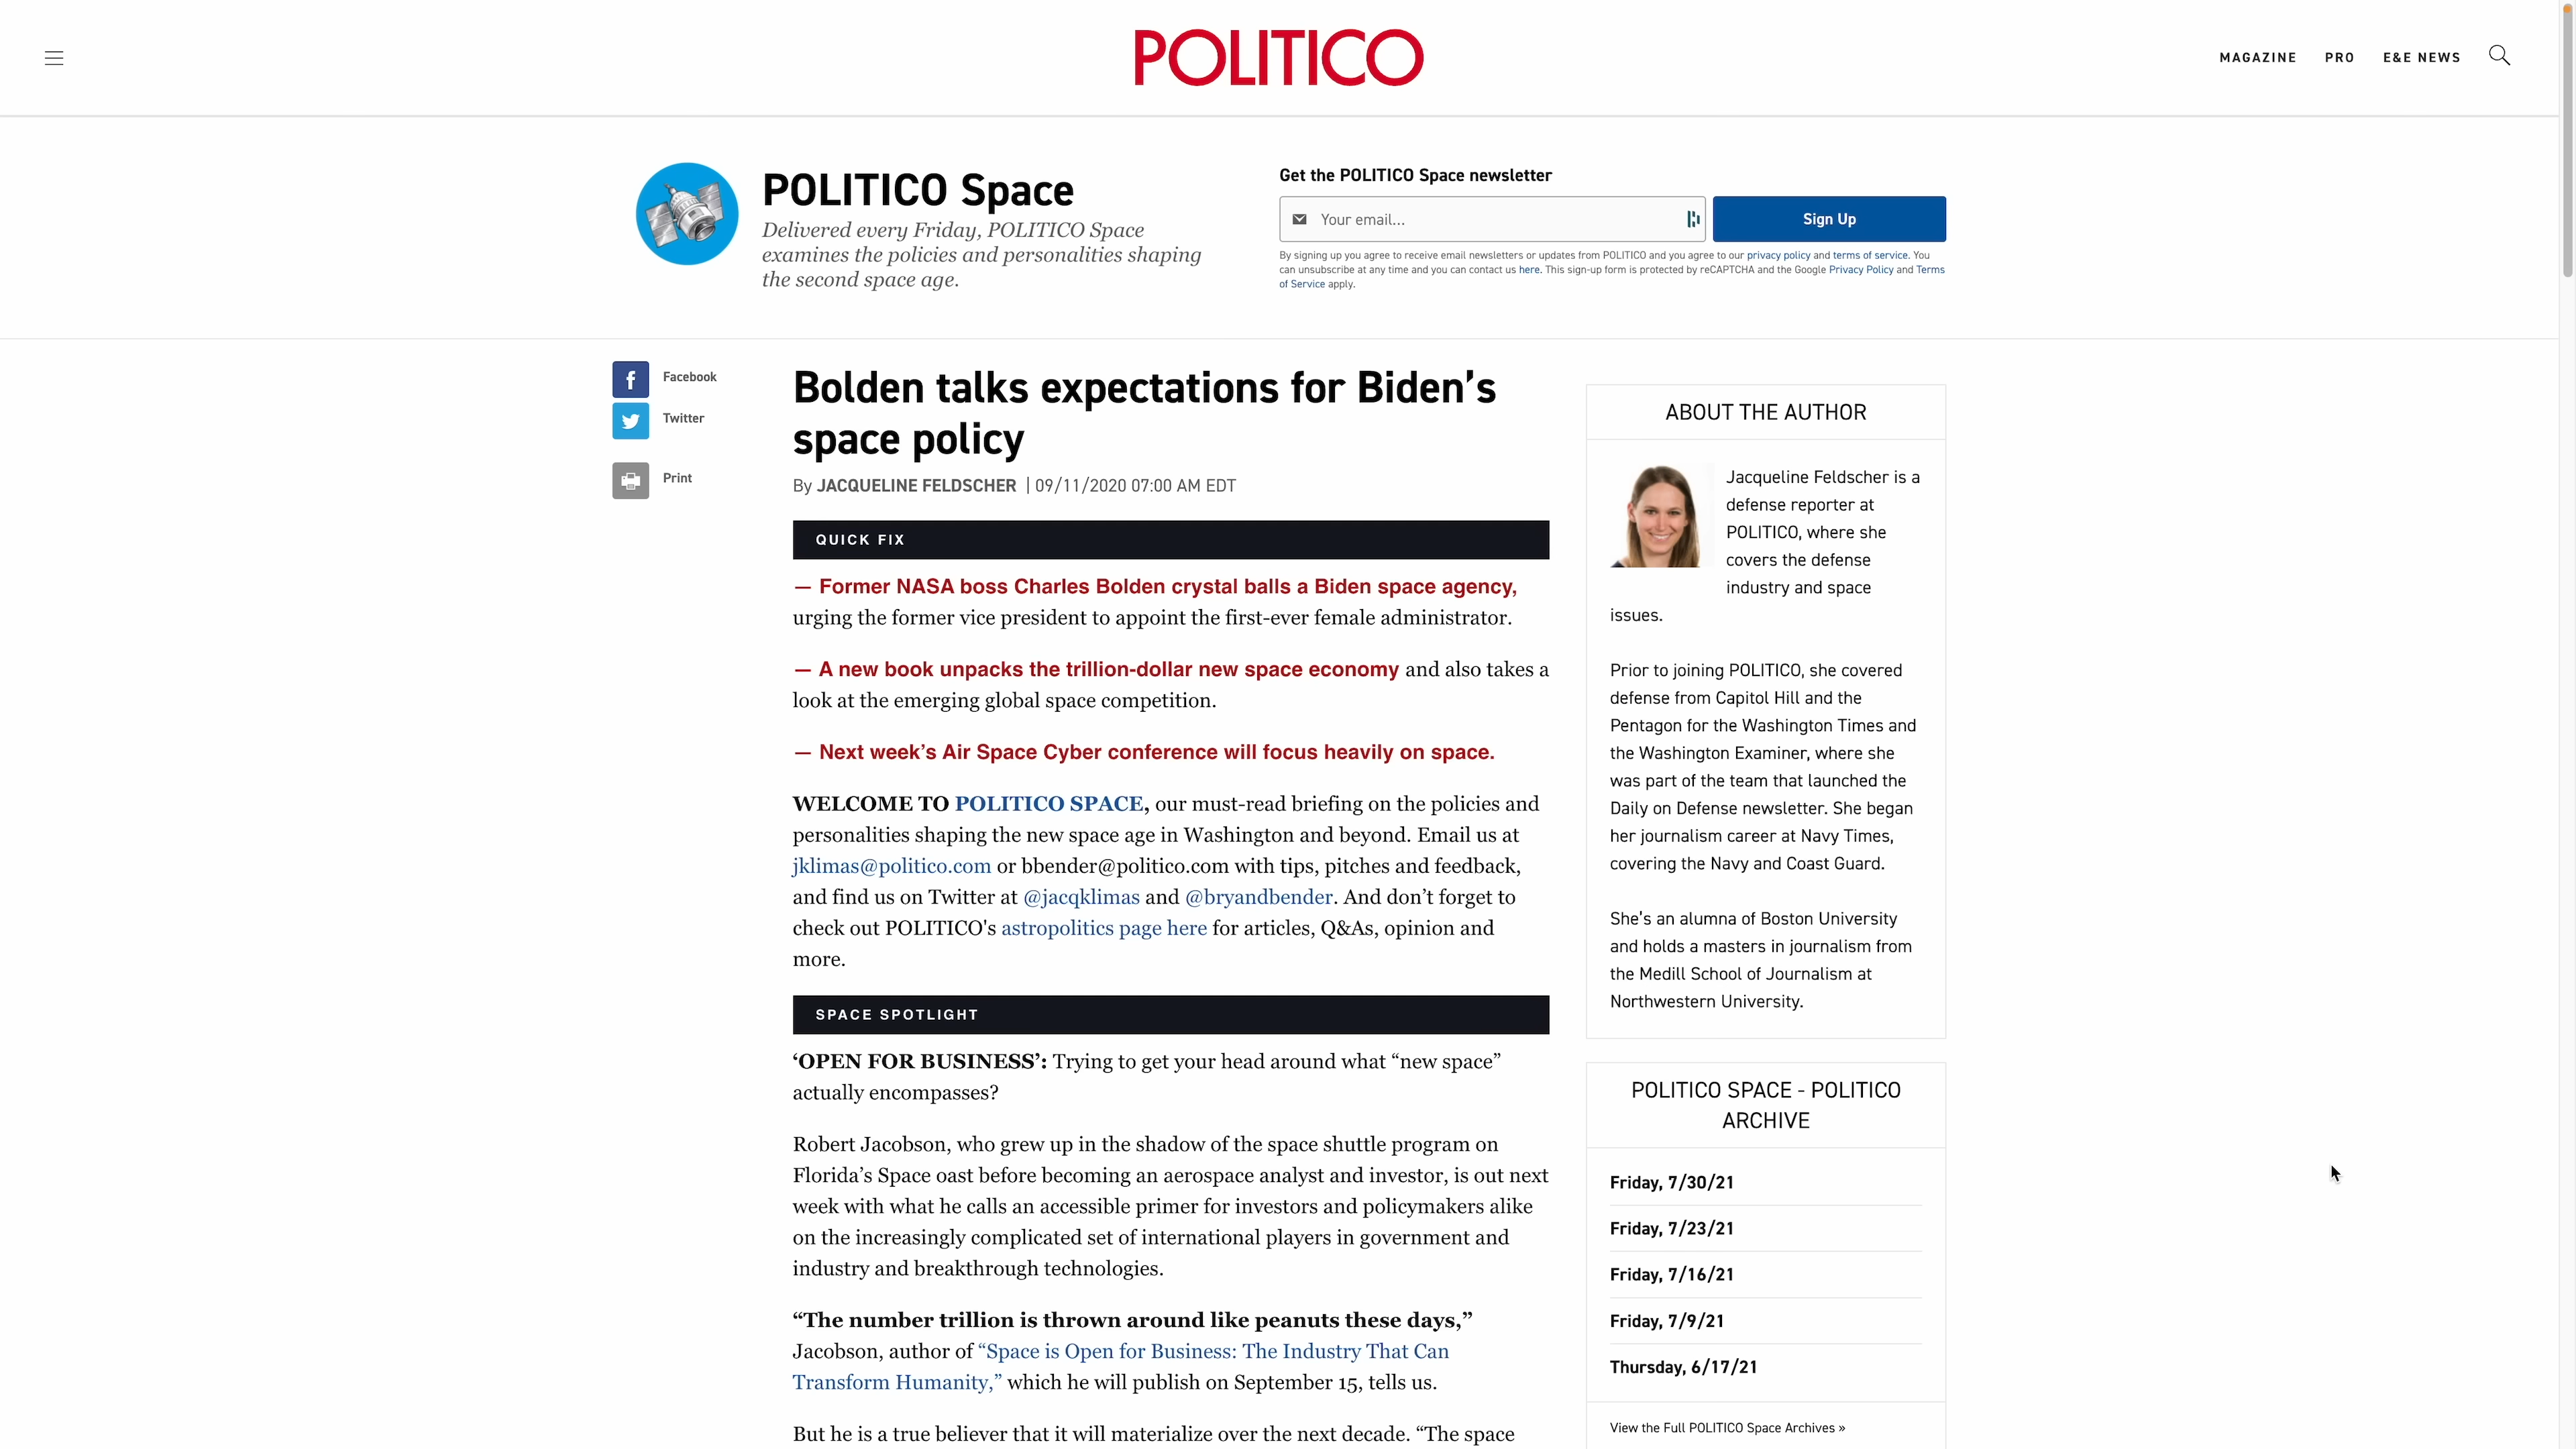 POLITICO
MAGAZINE PRO E&E NEWS
POLITICO Space
Delivered every Friday, POLITICO Space
examines the policies and personalities shaping
the second space age.
Get the POLITICO Space newsletter
Your email...
Sign Up
By signing up you agree to receive email newsletters or updates from POLITICO and you agree to our privacy policy and terms of service. You
can unsubscribe at any time and you can contact us here. This sign-up form is protected by reCAPTCHA and the Google Privacy Policy and Terms
of Service apply.
Facebook
Twitter
Print
Bolden talks expectations for Biden’s
space policy
By JACQUELINE FELDSCHER | 09/11/2020 07:00 AM EDT
QUICK FIX
— Former NASA boss Charles Bolden crystal balls a Biden space agency,
urging the former vice president to appoint the first-ever female administrator.
— A new book unpacks the trillion-dollar new space economy and also takes a
look at the emerging global space competition.
— Next week’s Air Space Cyber conference will focus heavily on space.
WELCOME TO POLITICO SPACE, our must-read briefing on the policies and
personalities shaping the new space age in Washington and beyond. Email us at
jklimas@politico.com or bbender@politico.com with tips, pitches and feedback,
and find us on Twitter at @jacqklimas and @bryandbender. And don’t forget to
check out POLITICO's astropolitics page here for articles, Q&As, opinion and
more.
SPACE SPOTLIGHT
‘OPEN FOR BUSINESS’: Trying to get your head around what “new space”
actually encompasses?
Robert Jacobson, who grew up in the shadow of the space shuttle program on
Florida’s Space oast before becoming an aerospace analyst and investor, is out next
week with what he calls an accessible primer for investors and policymakers alike
on the increasingly complicated set of international players in government and
industry and breakthrough technologies.
“The number trillion is thrown around like peanuts these days,”
Jacobson, author of “Space is Open for Business: The Industry That Can
Transform Humanity,” which he will publish on September 15, tells us.
But he is a true believer that it will materialize over the next decade. “The space
ABOUT THE AUTHOR
Jacqueline Feldscher is a
defense reporter at
POLITICO, where she
covers the defense
industry and space
issues.
Prior to joining POLITICO, she covered
defense from Capitol Hill and the
Pentagon for the Washington Times and
the Washington Examiner, where she
was part of the team that launched the
Daily on Defense newsletter. She began
her journalism career at Navy Times,
covering the Navy and Coast Guard.
She's an alumna of Boston University
and holds a masters in journalism from
the Medill School of Journalism at
Northwestern University.
POLITICO SPACE - POLITICO
ARCHIVE
Friday, 7/30/21
Friday, 7/23/21
Friday, 7/16/21
Friday, 7/9/21
Thursday, 6/17/21
View the Full POLITICO Space Archives »